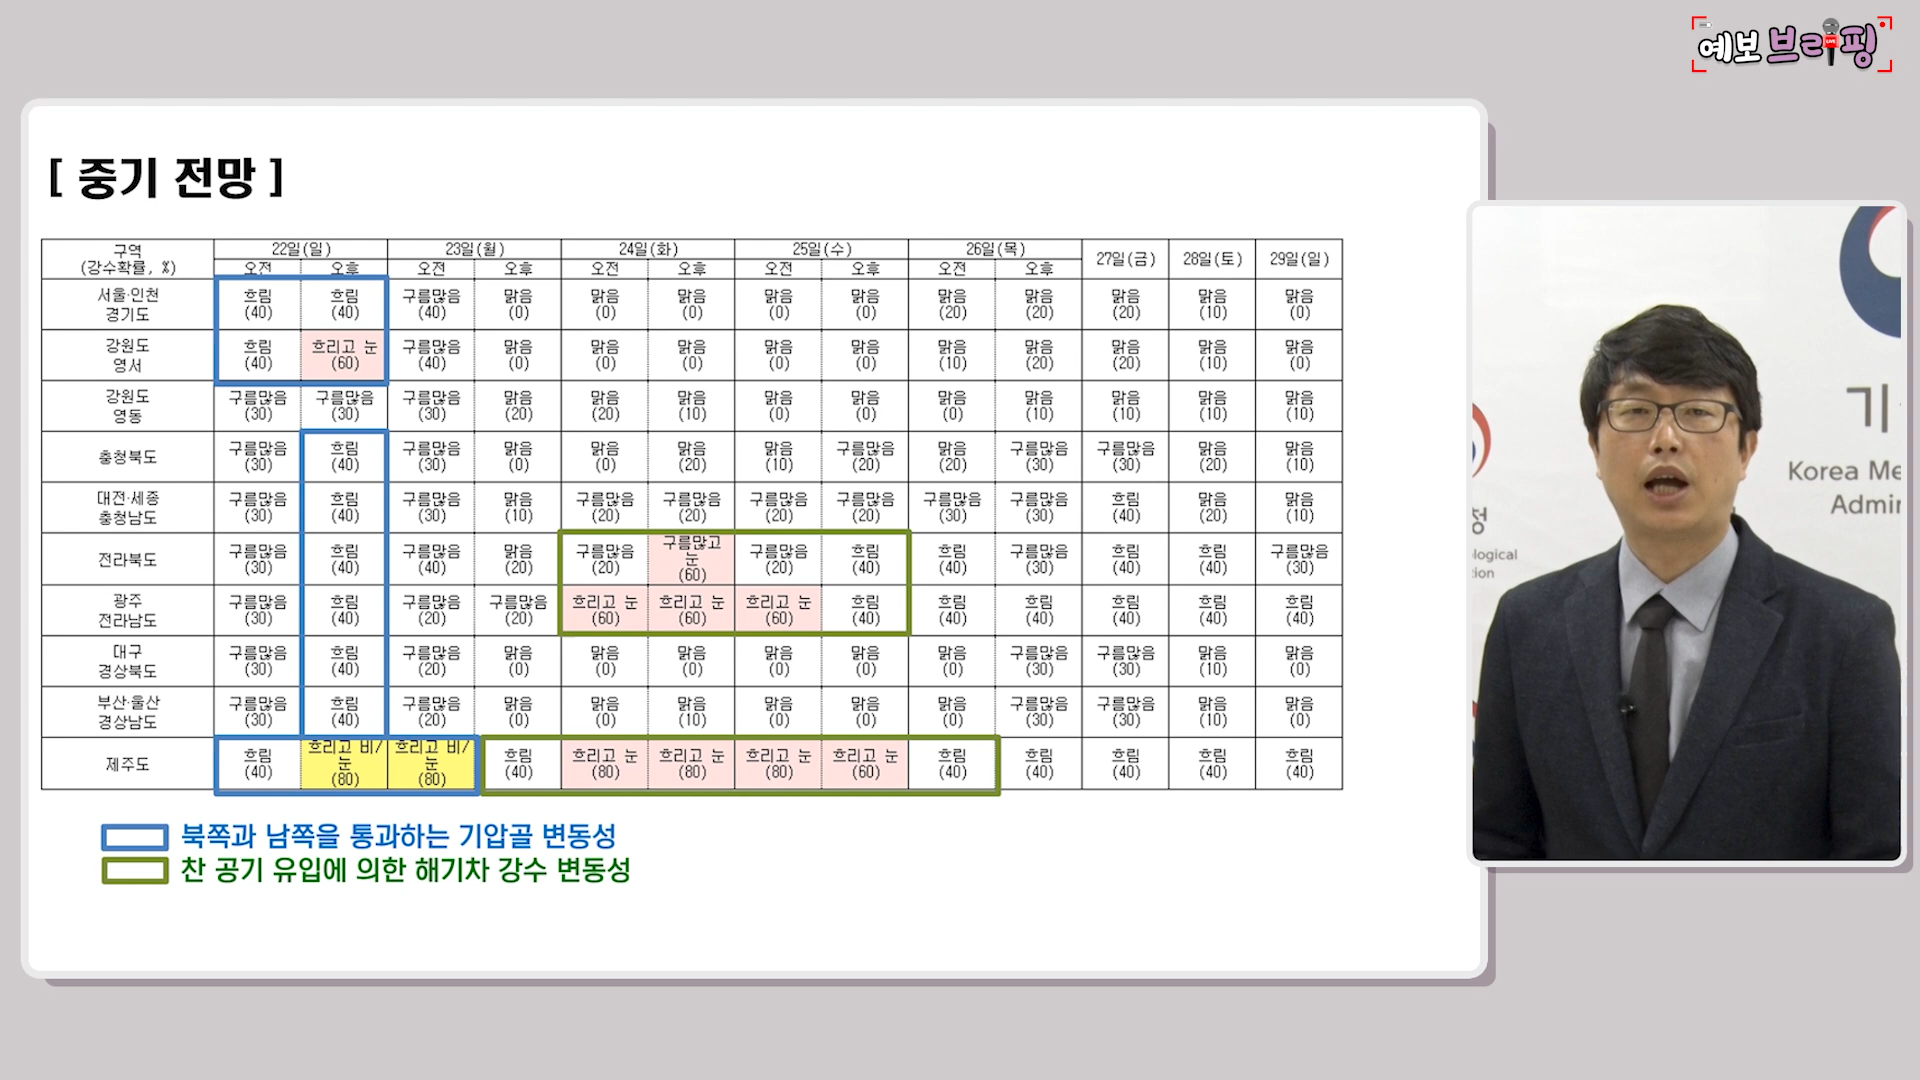 예보 브리핑
LIVE
[ 중기 전망 ]
구역 22일(일) 23일(월) 24일(화) 25일(수) 26일(목) 27일(금) 28일(토) 29일(일)
(강수확률, %) 오전 오후 오전 오후 오전 오후 오전 오후 오전 오후
서울·인천 흐림 흐림 구름많음 맑음 맑음 맑음 맑음 맑음 맑음 맑음 맑음 맑음 맑음
경기도 (40) (40) (40) (0) (0) (0) (0) (0) (20) (20) (20) (10) (0)
강원도 흐림 흐리고 눈 구름많음 맑음 맑음 맑음 맑음 맑음 맑음 맑음 맑음 맑음 맑음
영서 (40) (60) (40) (0) (0) (0) (0) (0) (10) (20) (20) (10) (0)
강원도 구름많음 구름많음 구름많음 맑음 맑음 맑음 맑음 맑음 맑음 맑음 맑음 맑음 맑음
영동 (30) (30) (30) (20) (20) (10) (0) (0) (0) (10) (10) (10) (10)
충청북도 구름많음 흐림 구름많음 맑음 맑음 맑음 맑음 구름많음 맑음 구름많음 구름많음 맑음 맑음
(30) (40) (30) (0) (0) (20) (10) (20) (20) (30) (30) (20) (10)
대전·세종 구름많음 흐림 구름많음 맑음 구름많음 구름많음 구름많음 구름많음 구름많음 구름많음 흐림 맑음 맑음
충청남도 (30) (40) (30) (10) (20) (20) (20) (20) (30) (30) (40) (20) (10)
전라북도 구름많음 흐림 구름많음 맑음 구름많음 구름많고 눈 구름많음 흐림 흐림 구름많음 흐림 흐림 구름많음
(30) (40) (40) (20) (20) (60) (20) (40) (40) (30) (40) (40) (30)
광주 구름많음 흐림 구름많음 구름많음 흐리고 눈 흐리고 눈 흐리고 눈 흐림 흐림 흐림 흐림 흐림 흐림
전라남도 (30) (40) (20) (20) (60) (60) (60) (40) (40) (40) (40) (40) (40)
대구 구름많음 흐림 구름많음 맑음 맑음 맑음 맑음 맑음 맑음 구름많음 구름많음 맑음 맑음
경상북도 (30) (40) (20) (0) (0) (0) (0) (0) (0) (30) (30) (10) (0)
부산·울산 구름많음 흐림 구름많음 맑음 맑음 맑음 맑음 맑음 맑음 구름많음 구름많음 맑음 맑음
경상남도 (30) (40) (20) (0) (0) (10) (0) (0) (0) (30) (30) (10) (0)
제주도 흐림 흐리고 비/눈 흐리고 비/눈 흐림 흐리고 눈 흐리고 눈 흐리고 눈 흐리고 눈 흐림 흐림 흐림 흐림 흐림
(40) (80) (80) (40) (80) (80) (80) (60) (40) (40) (40) (40) (40)
북쪽과 남쪽을 통과하는 기압골 변동성
찬 공기 유입에 의한 해기차 강수 변동성
기
Korea Me
Admin
정
logical
tion